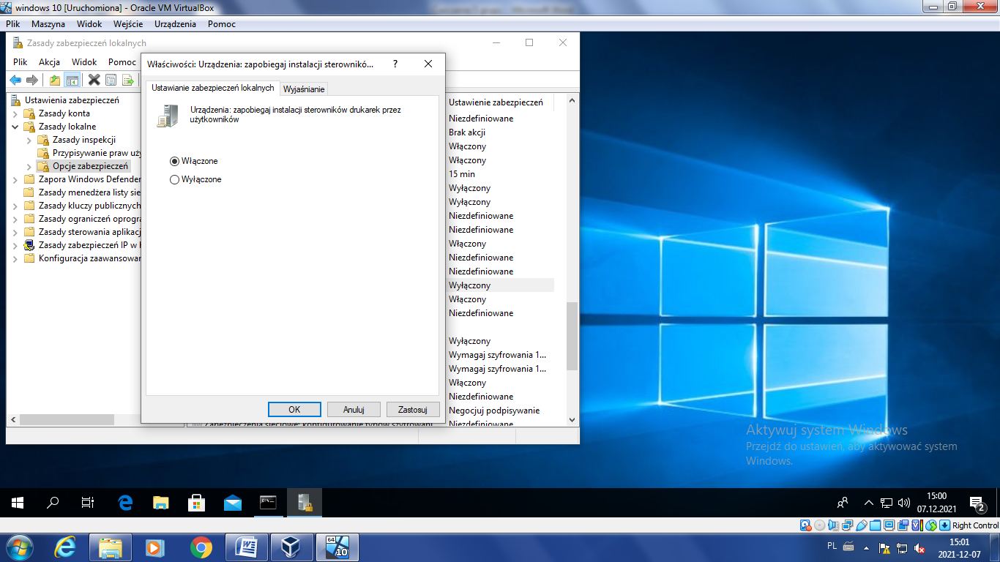 windows 10 [Uruchomiona] - Oracle VM VirtualBox
Plik Maszyna Widok Wejście Urządzenia Pomoc
Zasady zabezpieczeń lokalnych
Plik Akcja Widok Pomoc
Ustawienia zabezpieczeń
Zasady konta
Zasady lokalne
Zasady inspekcji
Przypisywanie praw uży
Opcje zabezpieczeń
Zapora Windows Defender
Zasady menedżera listy sie
Zasady kluczy publicznych
Zasady ograniczeń oprogra
Zasady sterowania aplikacj
Zasady zabezpieczeń IP w
Konfiguracja zaawansowar
Właściwości: Urządzenia: zapobiegaj instalacji sterownikó...
?
Ustawianie zabezpieczeń lokalnych
Wyjaśnianie
Urządzenia: zapobiegaj instalacji sterowników drukarek przez
użytkowników
Włączone
Wyłączone
OK Anuluj Zastosuj
Ustawienie zabezpieczeń
Niezdefiniowane
Brak akcji
Włączony
Włączony
15 min
Wyłączony
Wyłączony
Niezdefiniowane
Niezdefiniowane
Włączony
Niezdefiniowane
Niezdefiniowane
Wyłączony
Włączony
Niezdefiniowane
Wyłączony
Wymagaj szyfrowania 1...
Wymagaj szyfrowania 1...
Włączony
Niezdefiniowane
Negocjuj podpisywanie
Niezdefiniowane
Zabezpieczenia sieciowe: konfigurowanie typów szyfrowani
Aktywuj system Windows
Przejdź do ustawień, aby aktywować system
Windows.
15:00
07.12.2021
2
Right Control
64
10
PL
15:01
2021-12-07